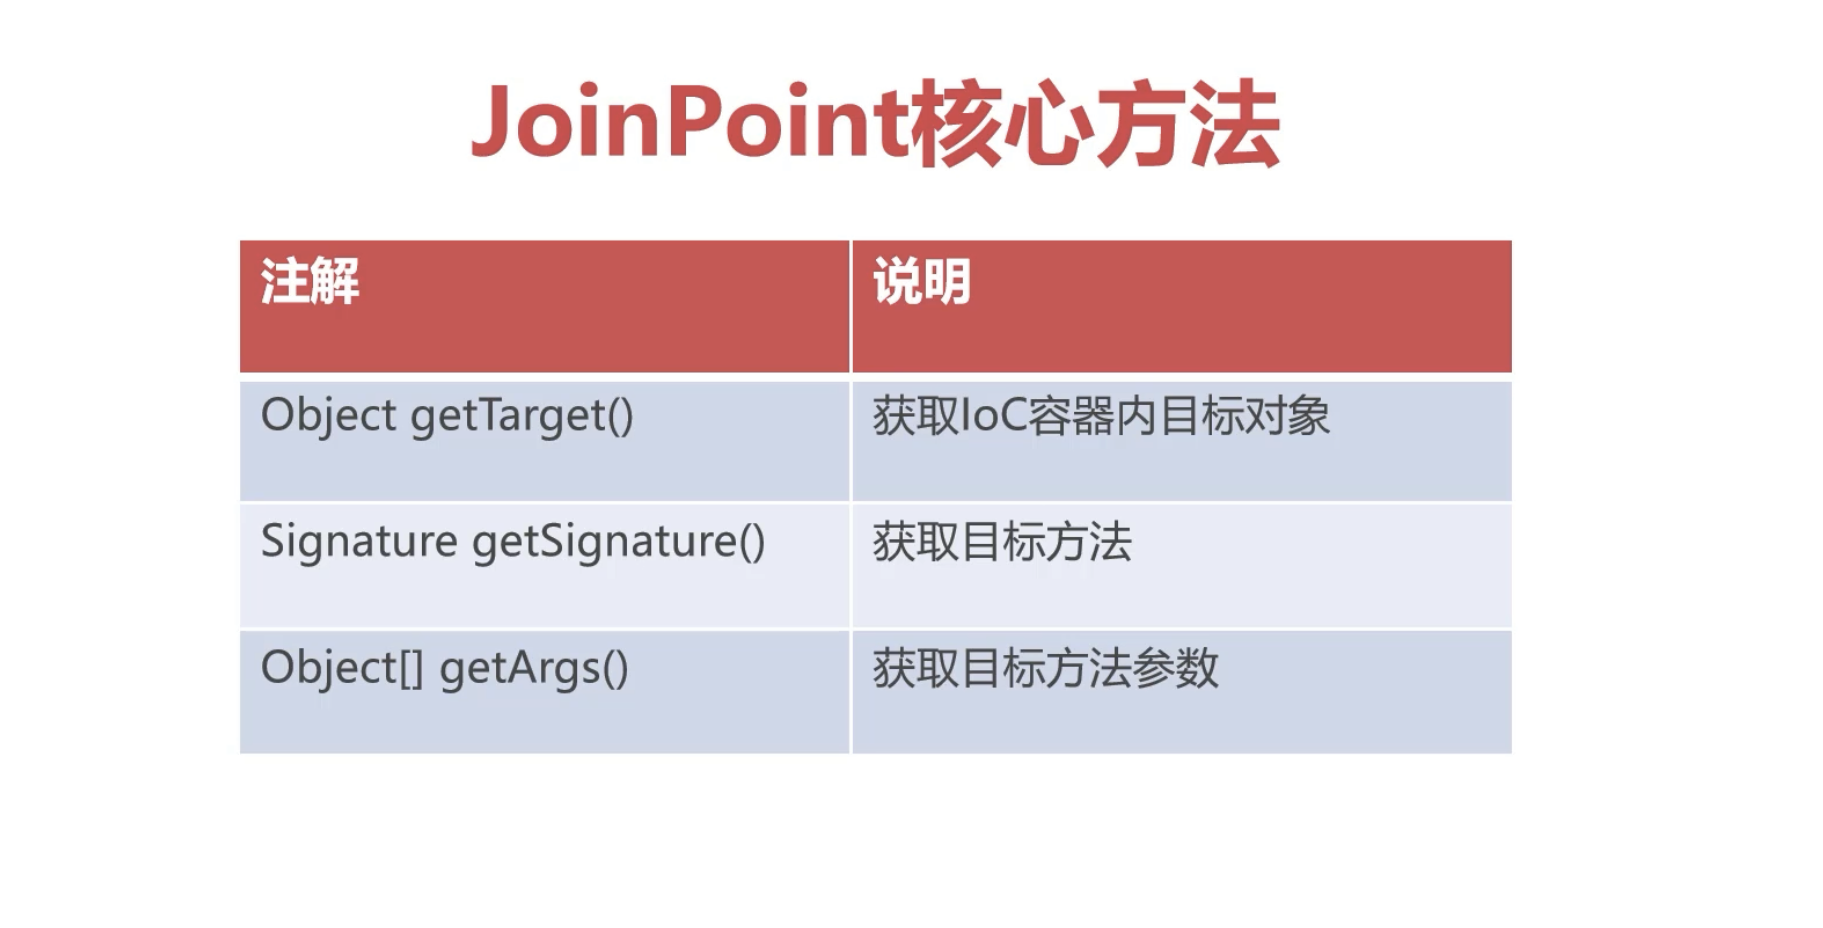 JoinPoint核心方法
注解
说明
Object getTarget()
获取IoC容器内目标对象
Signature getSignature()
获取目标方法
Object[] getArgs()
获取目标方法参数